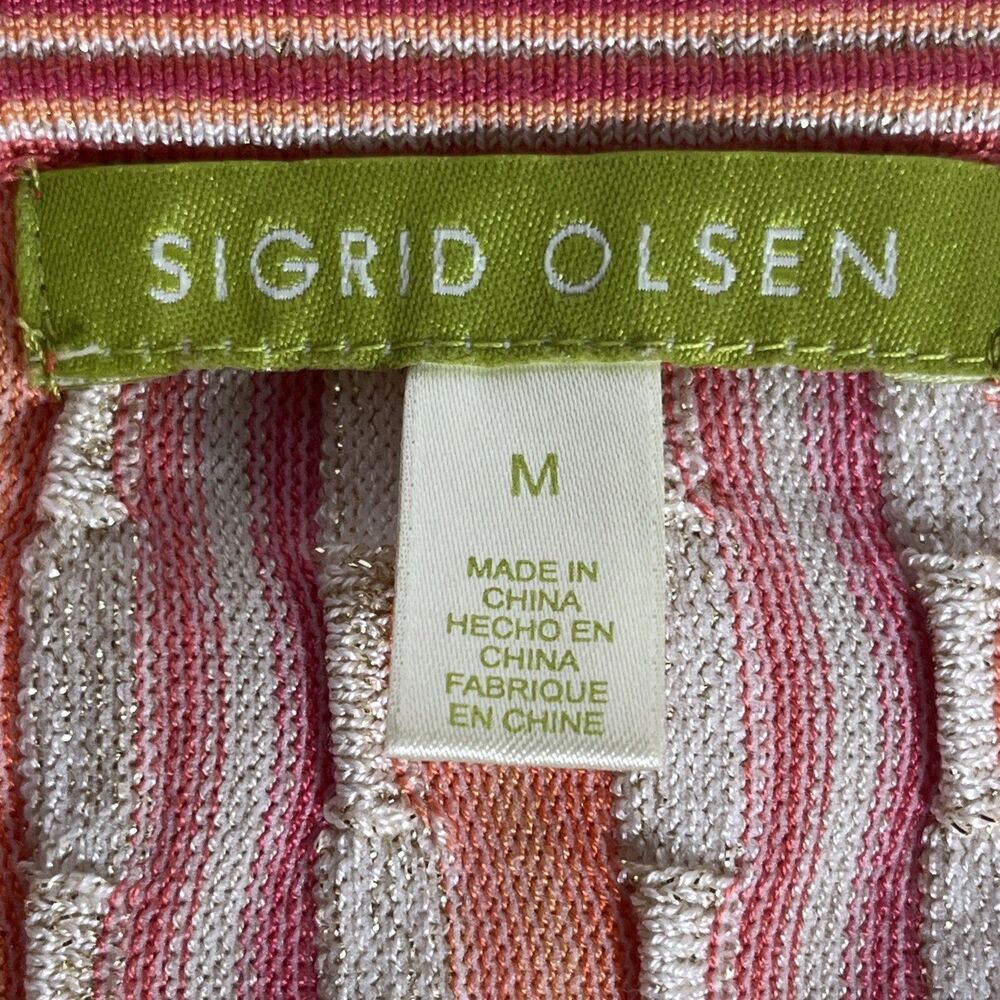 SIGRID OLSEN
M
MADE IN
CHINA
HECHO EN
CHINA
FABRIQUE
EN CHINE